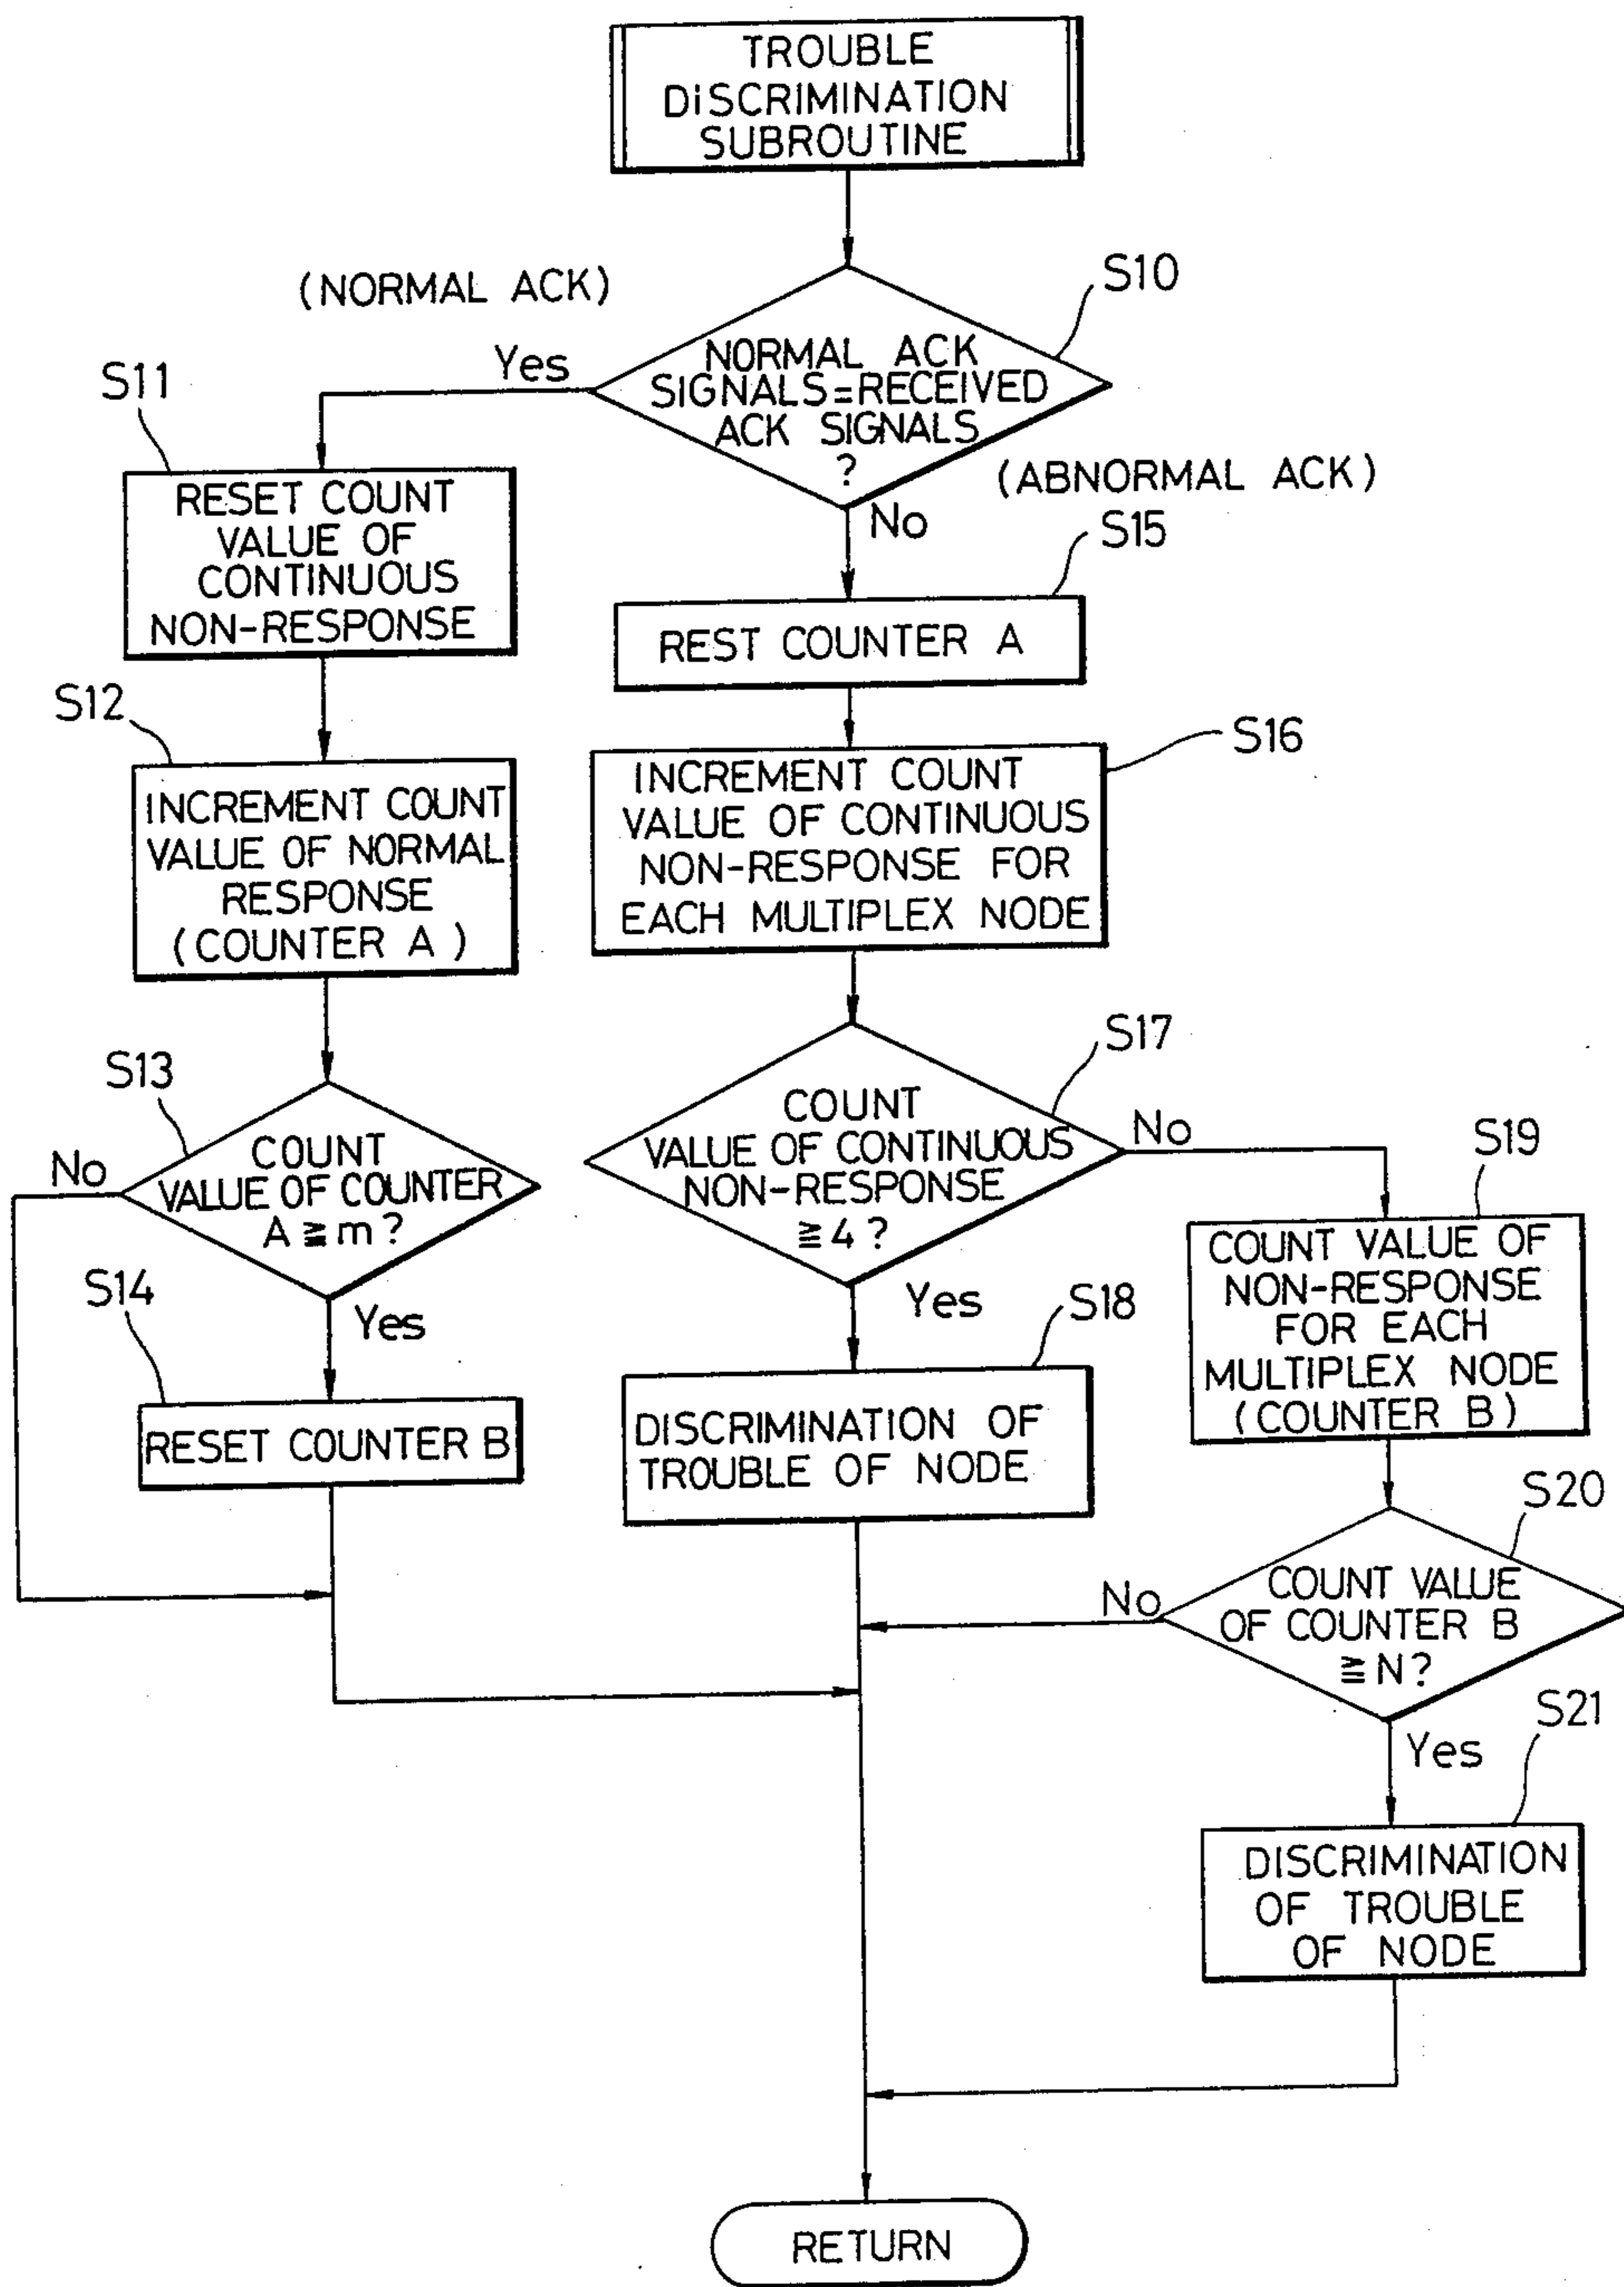 TROUBLE
DiSCRIMINATION
SUBROUTINE
(NORMAL ACK)
S10
NORMAL ACK
SIGNALS=RECEIVED
ACK SIGNALS
?
Yes
S11
RESET COUNT
VALUE OF
CONTINUOUS
NON-RESPONSE
(ABNORMAL ACK)
No
S15
REST COUNTER A
S12
INCREMENT COUNT
VALUE OF NORMAL
RESPONSE
(COUNTER A)
S16
INCREMENT COUNT
VALUE OF CONTINUOUS
NON-RESPONSE FOR
EACH MULTIPLEX NODE
S13
COUNT
VALUE OF COUNTER
A ≧ m?
No
Yes
S17
COUNT
VALUE OF CONTINUOUS
NON-RESPONSE
≧4?
No
Yes
S19
COUNT VALUE OF
NON-RESPONSE
FOR EACH
MULTIPLEX NODE
(COUNTER B)
S14
RESET COUNTER B
S18
DISCRIMINATION OF
TROUBLE OF NODE
S20
COUNT VALUE
OF COUNTER B
≧N?
No
Yes
S21
DISCRIMINATION
OF TROUBLE
OF NODE
RETURN